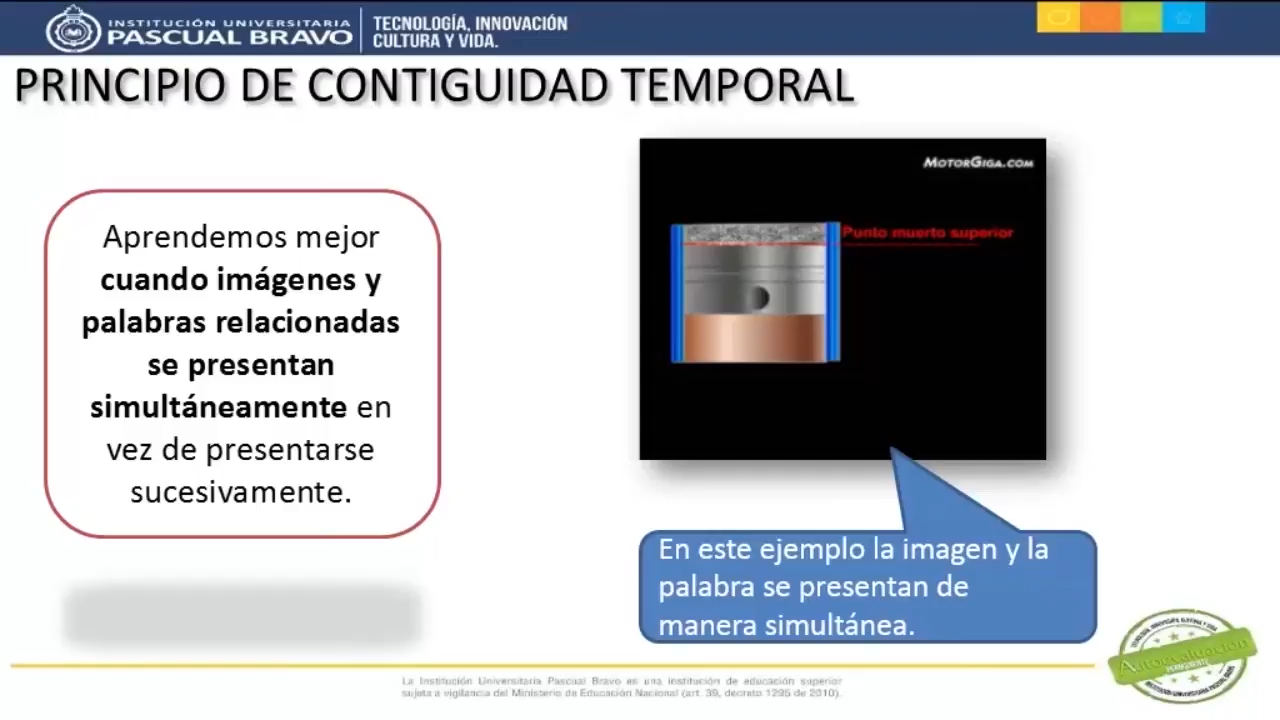 INSTITUCIÓN UNIVERSITARIA
PASCUAL BRAVO
TECNOLOGÍA, INNOVACIÓN
CULTURA Y VIDA.
PRINCIPIO DE CONTIGUIDAD TEMPORAL
Aprendemos mejor
cuando imágenes y
palabras relacionadas
se presentan
simultáneamente en
vez de presentarse
sucesivamente.
MOTORGIGA.COM
Punto muerto superior
En este ejemplo la imagen y la
palabra se presentan de
manera simultánea.
Autoevaluación
La Institución Universitaria Pascual Bravo es una institución de educación superior
sujeta a vigilancia del Ministerio de Educación Nacional (art. 39, decreto 1295 de 2010).